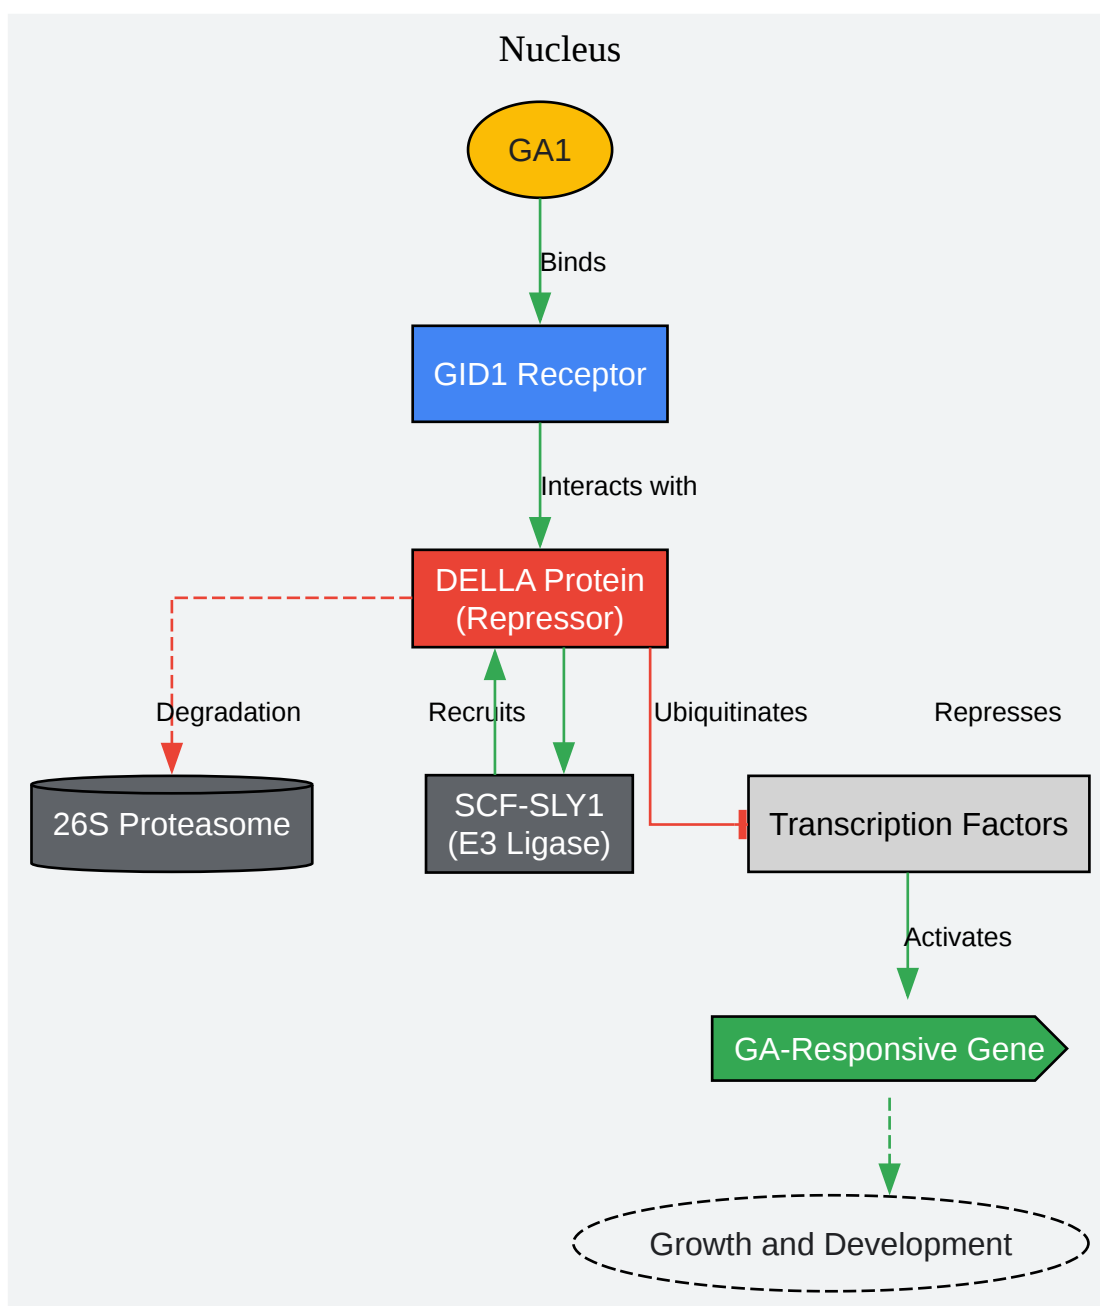 Nucleus
GA1
Binds
GID1 Receptor
Interacts with
DELLA Protein
(Repressor)
Degradation
Recruits
Ubiquitinates
Represses
26S Proteasome
SCF-SLY1
(E3 Ligase)
Transcription Factors
Activates
GA-Responsive Gene
Growth and Development